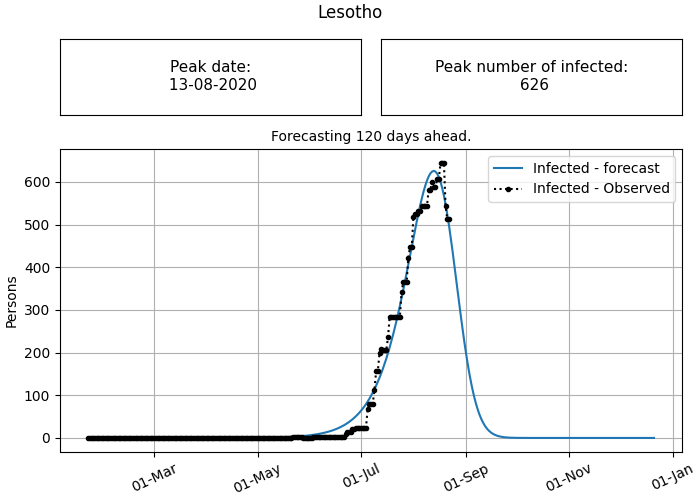 Lesotho
Peak date:
13-08-2020
Peak number of infected:
626
Forecasting 120 days ahead.
Infected - forecast
Infected - Observed
Persons
600
500
400
300
200
100
0
01-Mar
01-May
01-Jul
01-Sep
01-Nov
01-Jan